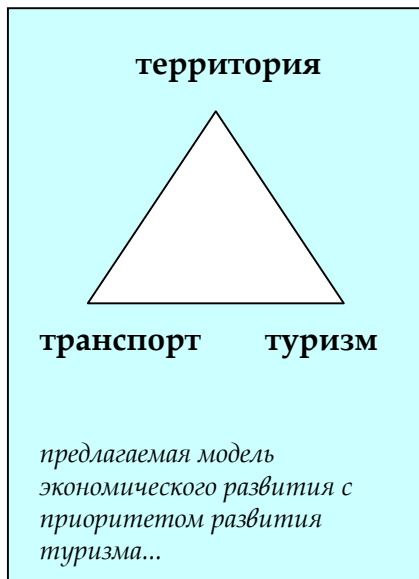 территория
транспорт туризм
предлагаемая модель
экономического развития с
приоритетом развития
туризма...